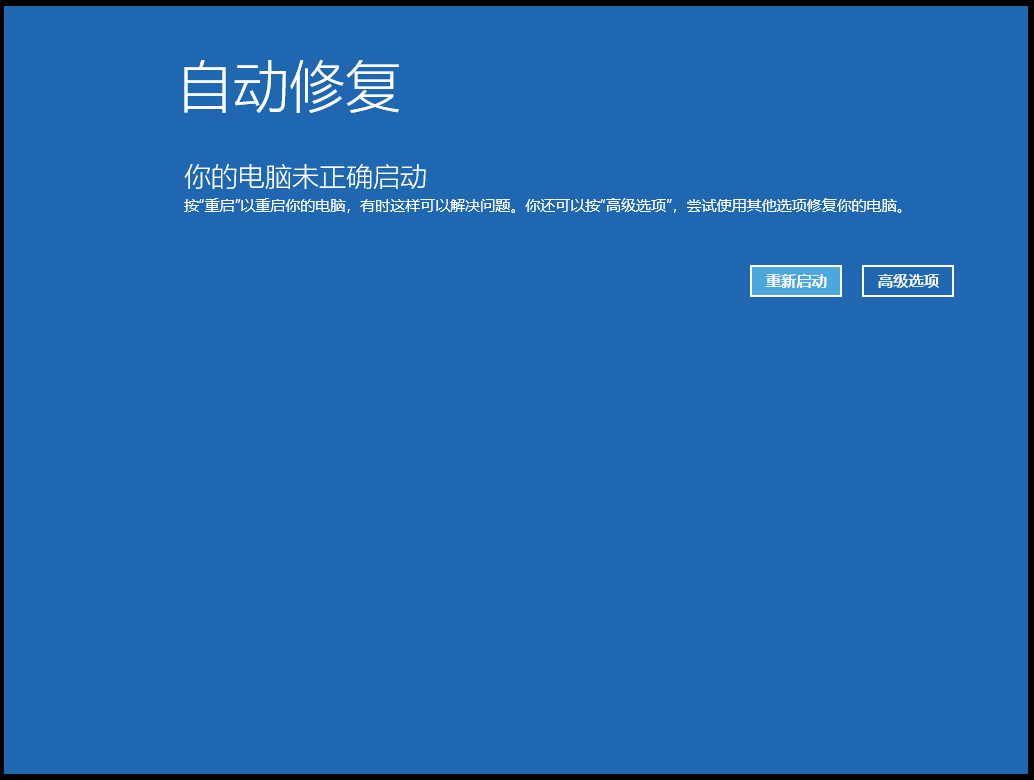 自动修复
你的电脑未正确启动
按"重启"以重启你的电脑，有时这样可以解决问题。你还可以按"高级选项"，尝试使用其他选项修复你的电脑。
重新启动
高级选项